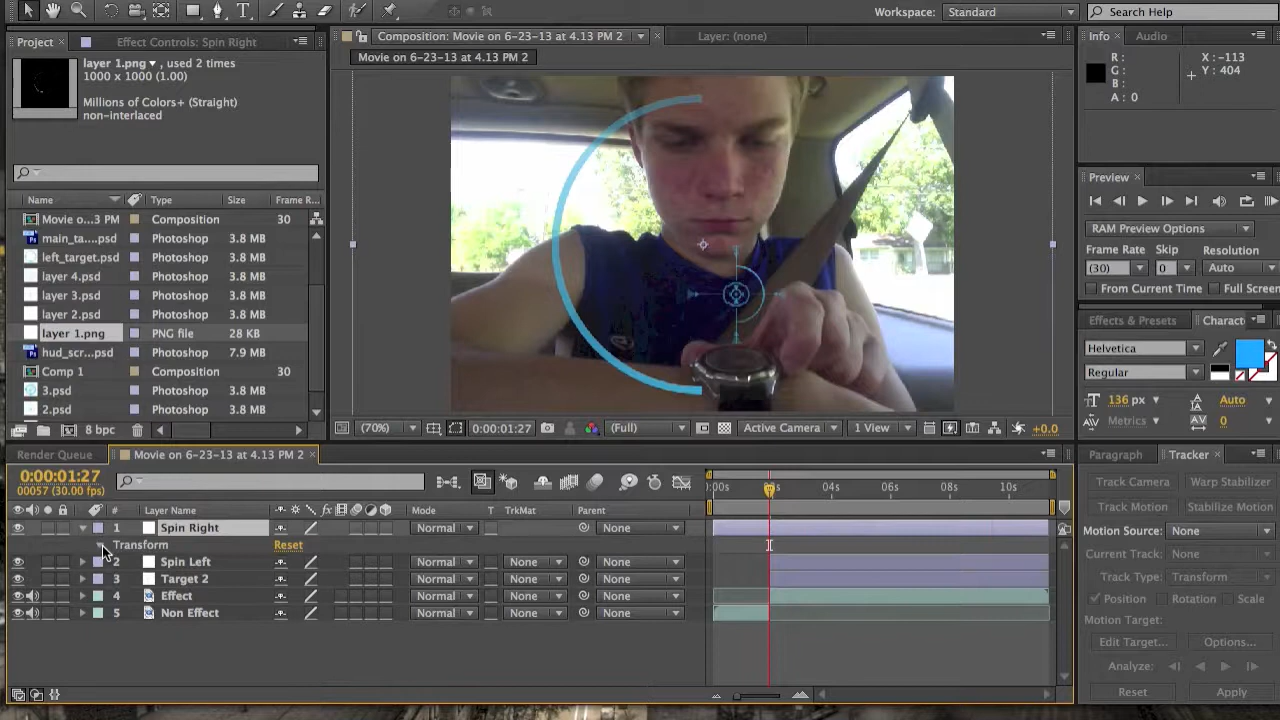 Workspace: Standard
Search Help
Project
Effect Controls: Spin Right
Composition: Movie on 6-23-13 at 4.13 PM 2
Layer: (none)
Info
Audio
layer 1.png , used 2 times
1000 x 1000 (1.00)
Millions of Colors+ (Straight)
non-interlaced
Movie on 6-23-13 at 4.13 PM 2
R :
G :
B :
A : 0
X : -113
Y : 404
Preview
RAM Preview Options
Frame Rate Skip Resolution
(30) 0 Auto
From Current Time Full Screen
Name Type Size Frame R...
Movie o...3 PM Composition 30
main_ta....psd Photoshop 3.8 MB
left_target.psd Photoshop 3.8 MB
layer 4.psd Photoshop 3.8 MB
layer 3.psd Photoshop 3.8 MB
layer 2.psd Photoshop 3.8 MB
layer 1.png PNG file 28 KB
hud_scr...psd Photoshop 7.9 MB
Comp 1 Composition 30
3.psd Photoshop 3.8 MB
2.psd Photoshop 3.8 MB
8 bpc
Effects & Presets
Charact
Helvetica
Regular
136 px Auto
Metrics 0
(70%) 0:00:01:27 (Full) Active Camera 1 View +0.0
Render Queue
Movie on 6-23-13 at 4.13 PM 2
0:00:01:27
00057 (30.00 fps)
# Layer Name Mode T TrkMat Parent
04s 06s 08s 10s
1 Spin Right Normal None
Transform Reset
2 Spin Left Normal None None
3 Target 2 Normal None None
4 Effect Normal None None
5 Non Effect Normal None None
Paragraph
Tracker
Track Camera Warp Stabilizer
Track Motion Stabilize Motion
Motion Source: None
Current Track: None
Track Type: Transform
Position Rotation Scale
Motion Target:
Edit Target... Options...
Analyze:
Reset Apply